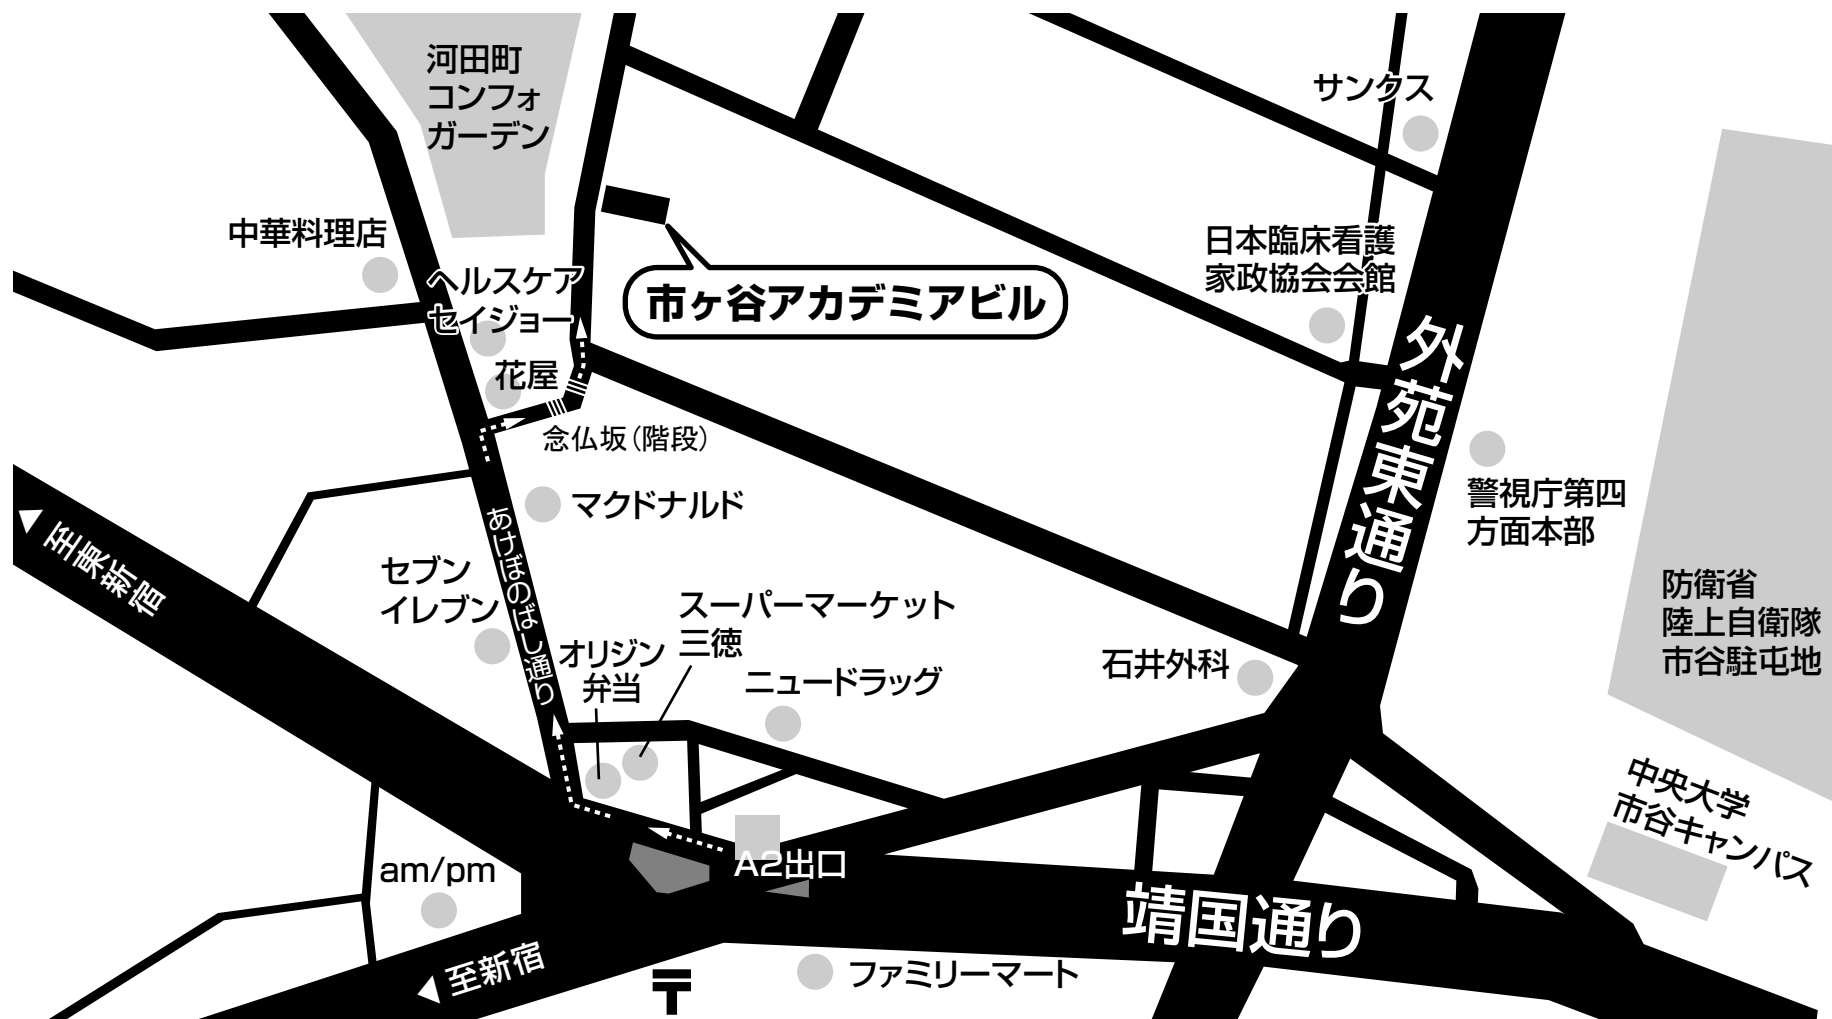 河田町
コンフォ
ガーデン
サンクス
中華料理店
日本臨床看護
家政協会会館
ヘルスケア
セイジョー
市ヶ谷アカデミアビル
花屋
念仏坂(階段)
外苑東通り
警視庁第四
方面本部
マクドナルド
あけぼのばし通り
至東新宿
セブン
イレブン
スーパーマーケット
三徳
オリジン
弁当
ニュードラッグ
石井外科
防衛省
陸上自衛隊
市谷駐屯地
中央大学
市谷キャンパス
am/pm
A2出口
靖国通り
至新宿
〒
ファミリーマート